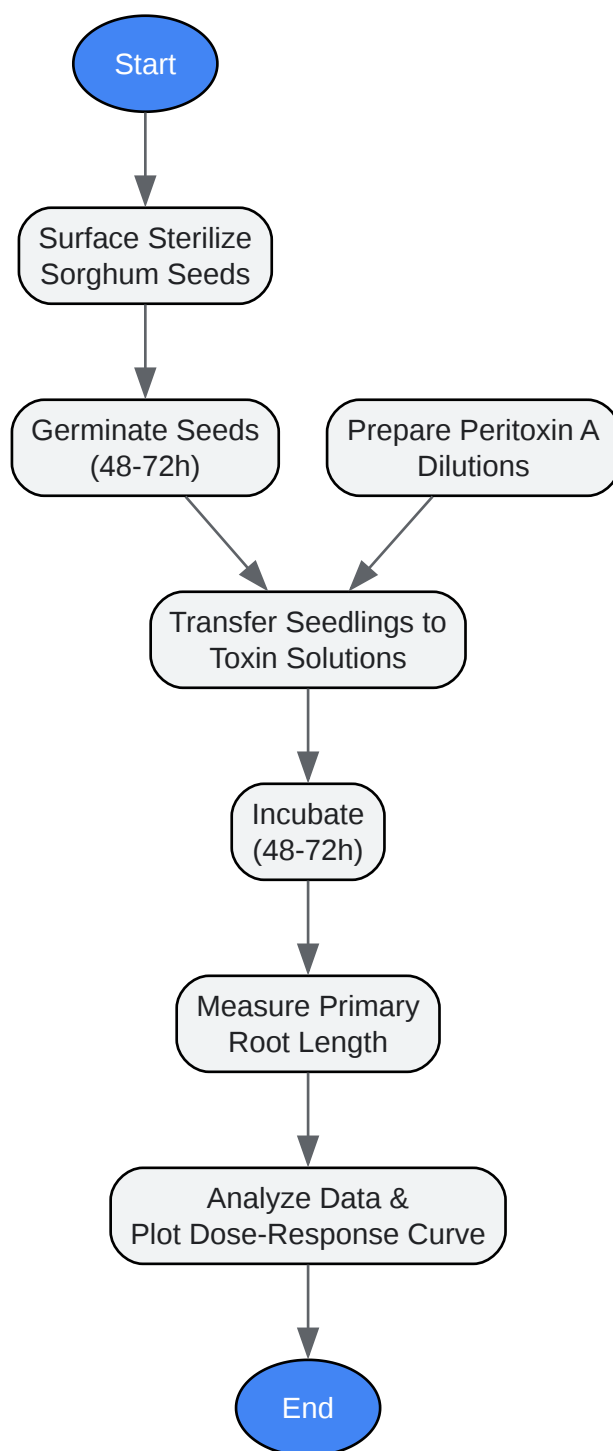 Start
Surface Sterilize
Sorghum Seeds
Germinate Seeds
(48-72h)
Prepare Peritoxin A
Dilutions
Transfer Seedlings to
Toxin Solutions
Incubate
(48-72h)
Measure Primary
Root Length
Analyze Data &
Plot Dose-Response Curve
End